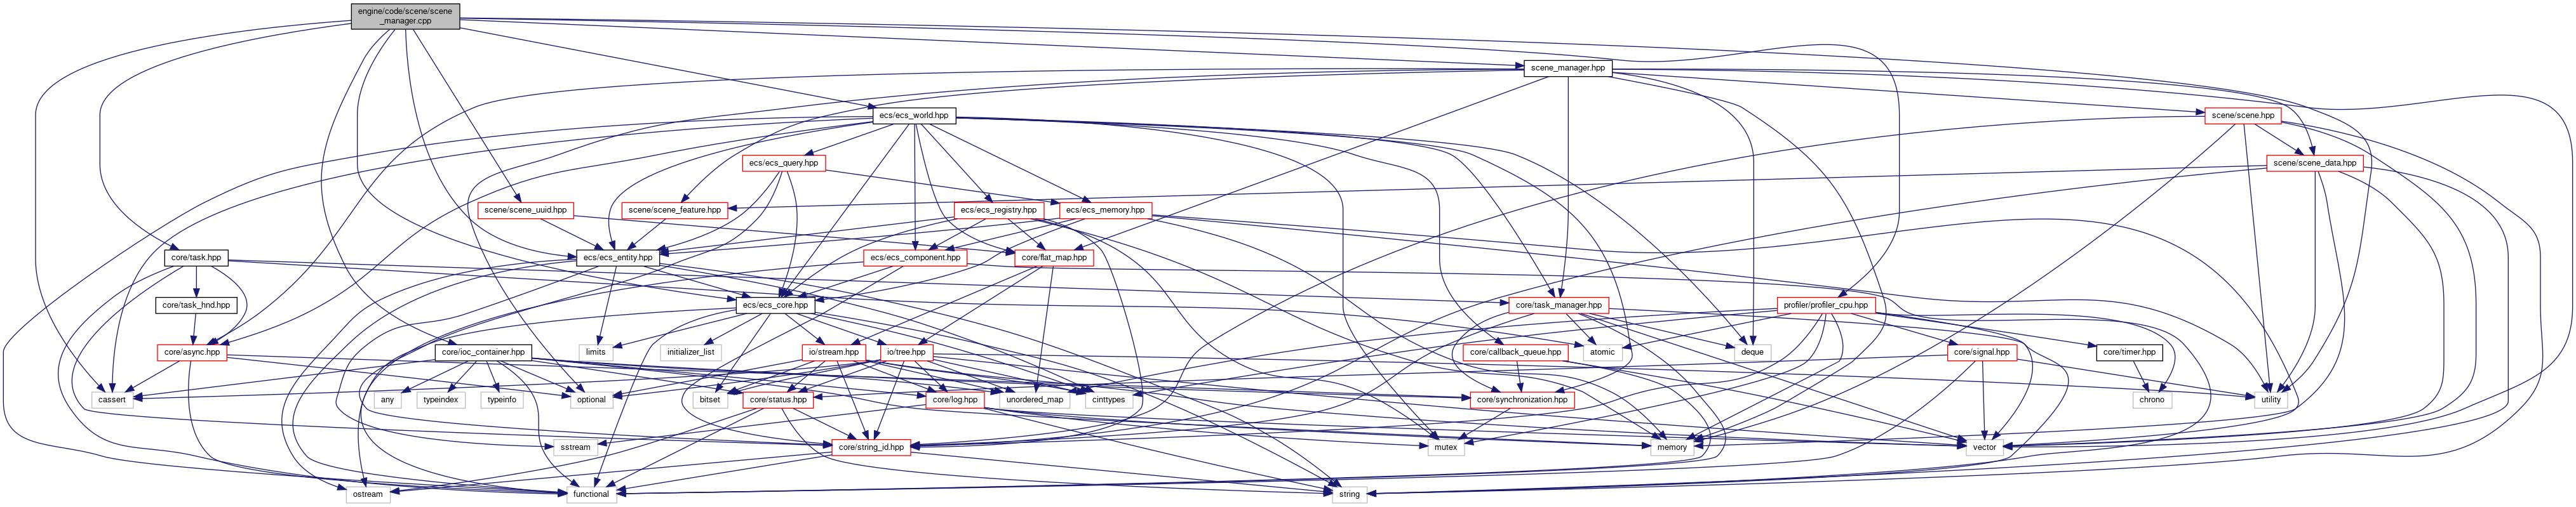 engine/code/scene/scene
_manager.cpp
scene_manager.hpp
ecs/ecs_world.hpp
scene/scene.hpp
ecs/ecs_query.hpp
scene/scene_data.hpp
scene/scene_uuid.hpp
scene/scene_feature.hpp
ecs/ecs_registry.hpp
ecs/ecs_memory.hpp
core/task.hpp
ecs/ecs_entity.hpp
ecs/ecs_component.hpp
core/flat_map.hpp
core/task_hnd.hpp
ecs/ecs_core.hpp
core/task_manager.hpp
profiler/profiler_cpu.hpp
core/async.hpp
core/ioc_container.hpp
limits
initializer_list
io/stream.hpp
io/tree.hpp
core/callback_queue.hpp
atomic
deque
core/signal.hpp
core/timer.hpp
cassert
any
typeindex
typeinfo
optional
bitset
core/status.hpp
core/log.hpp
unordered_map
cinttypes
core/synchronization.hpp
chrono
utility
sstream
core/string_id.hpp
mutex
memory
vector
ostream
functional
string